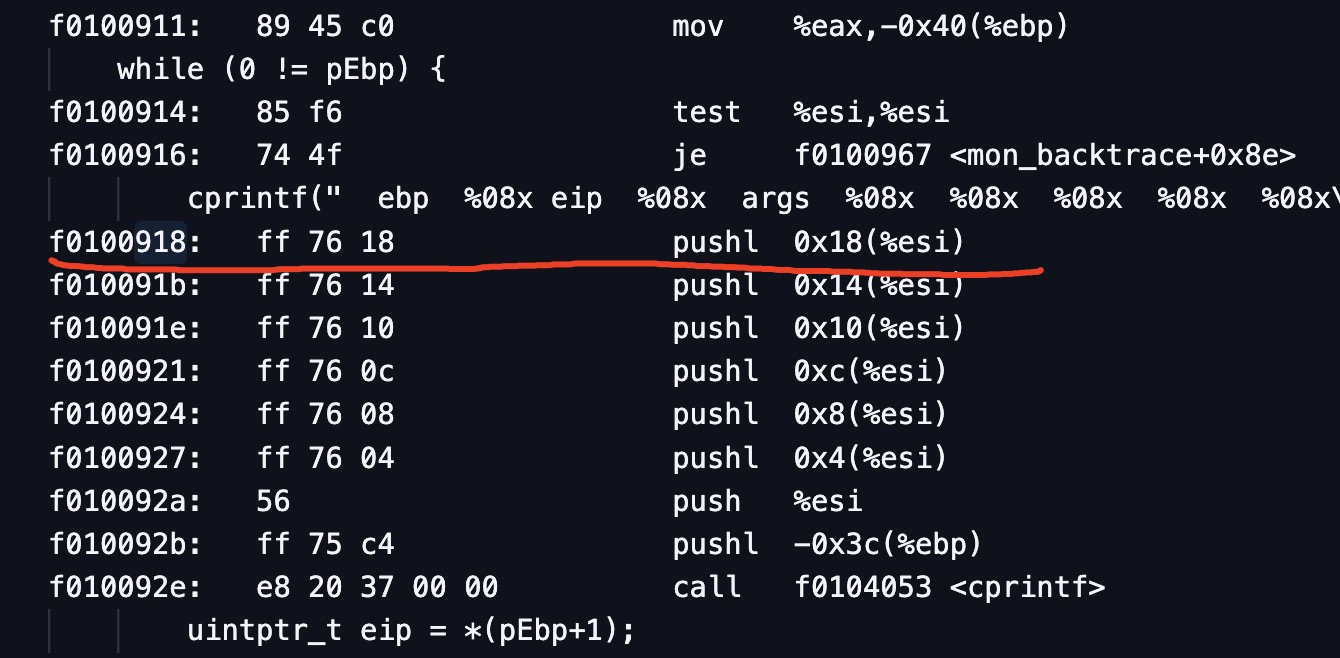 f0100911:   89 45 c0                mov    %eax,-0x40(%ebp)
    while (0 != pEbp) {
f0100914:   85 f6                   test   %esi,%esi
f0100916:   74 4f                   je     f0100967 <mon_backtrace+0x8e>
        cprintf("  ebp  %08x eip  %08x  args  %08x  %08x  %08x  %08x  %08x\
f0100918:   ff 76 18                pushl  0x18(%esi)
f010091b:   ff 76 14                pushl  0x14(%esi)
f010091e:   ff 76 10                pushl  0x10(%esi)
f0100921:   ff 76 0c                pushl  0xc(%esi)
f0100924:   ff 76 08                pushl  0x8(%esi)
f0100927:   ff 76 04                pushl  0x4(%esi)
f010092a:   56                      push   %esi
f010092b:   ff 75 c4                pushl  -0x3c(%ebp)
f010092e:   e8 20 37 00 00          call   f0104053 <cprintf>
        uintptr_t eip = *(pEbp+1);